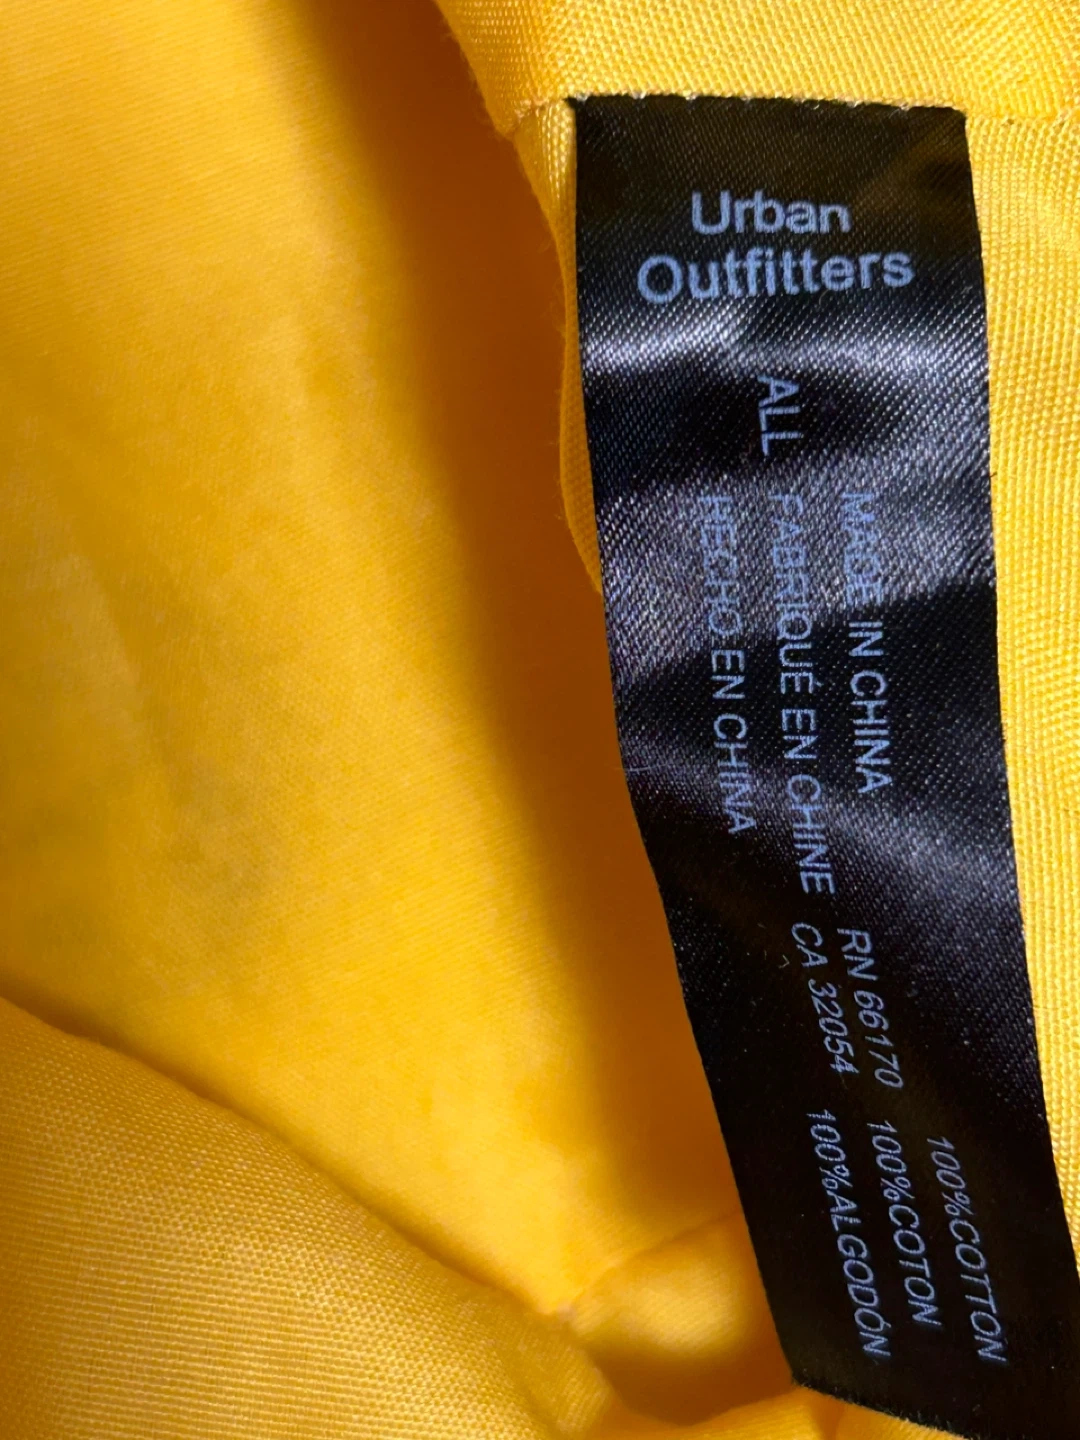 Urban
Outfitters
ALL
MADE IN CHINA
FABRIQUÉ EN CHINE
HECHO EN CHINA
RN 66170
CA 32054
100%COTTON
100%COTON
100%ALGODÓN